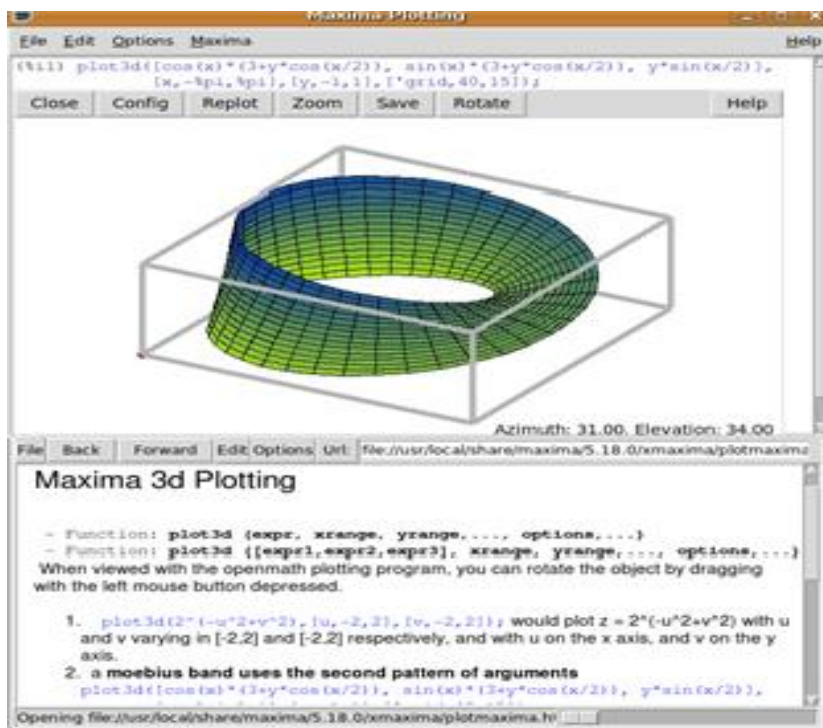 Maxima Plotting
File Edit Options Maxima Help
(%i1) plot3d([cos(x)*(3+y*cos(x/2)), sin(x)*(3+y*cos(x/2)), y*sin(x/2)],
[x,-%pi,%pi],[y,-1,1],['grid,40,15]);
Close Config Replot Zoom Save Rotate Help
Azimuth: 31.00. Elevation: 34.00
File Back Forward Edit Options Url: file://usr/local/share/maxima/5.18.0/xmaxima/plotmaxima
Maxima 3d Plotting
- Function: plot3d (expr, xrange, yrange,..., options,...)
- Function: plot3d ([expr1,expr2,expr3], xrange, yrange,..., options,...)
When viewed with the openmath plotting program, you can rotate the object by dragging
with the left mouse button depressed.
1. plot3d(2^(-u^2+v^2),[u,-2,2],[v,-2,2]); would plot z = 2^(-u^2+v^2) with u
and v varying in [-2,2] and [-2,2] respectively, and with u on the x axis, and v on the y
axis.
2. a moebius band uses the second pattern of arguments
plot3d([cos(x)*(3+y*cos(x/2)), sin(x)*(3+y*cos(x/2)), y*sin(x/2)],
Opening file://usr/local/share/maxima/5.18.0/xmaxima/plotmaxima.h